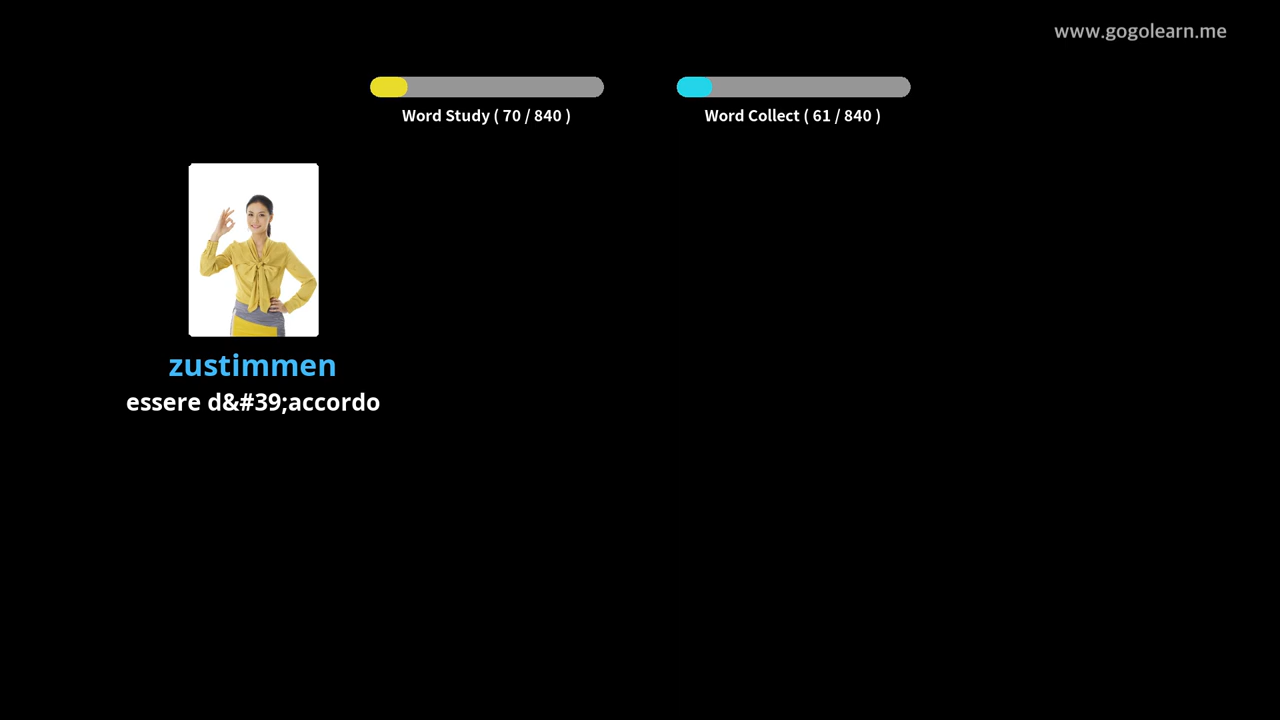 www.gogolearn.me
Word Study ( 70 / 840 )
Word Collect ( 61 / 840 )
zustimmen
essere d&#39;accordo